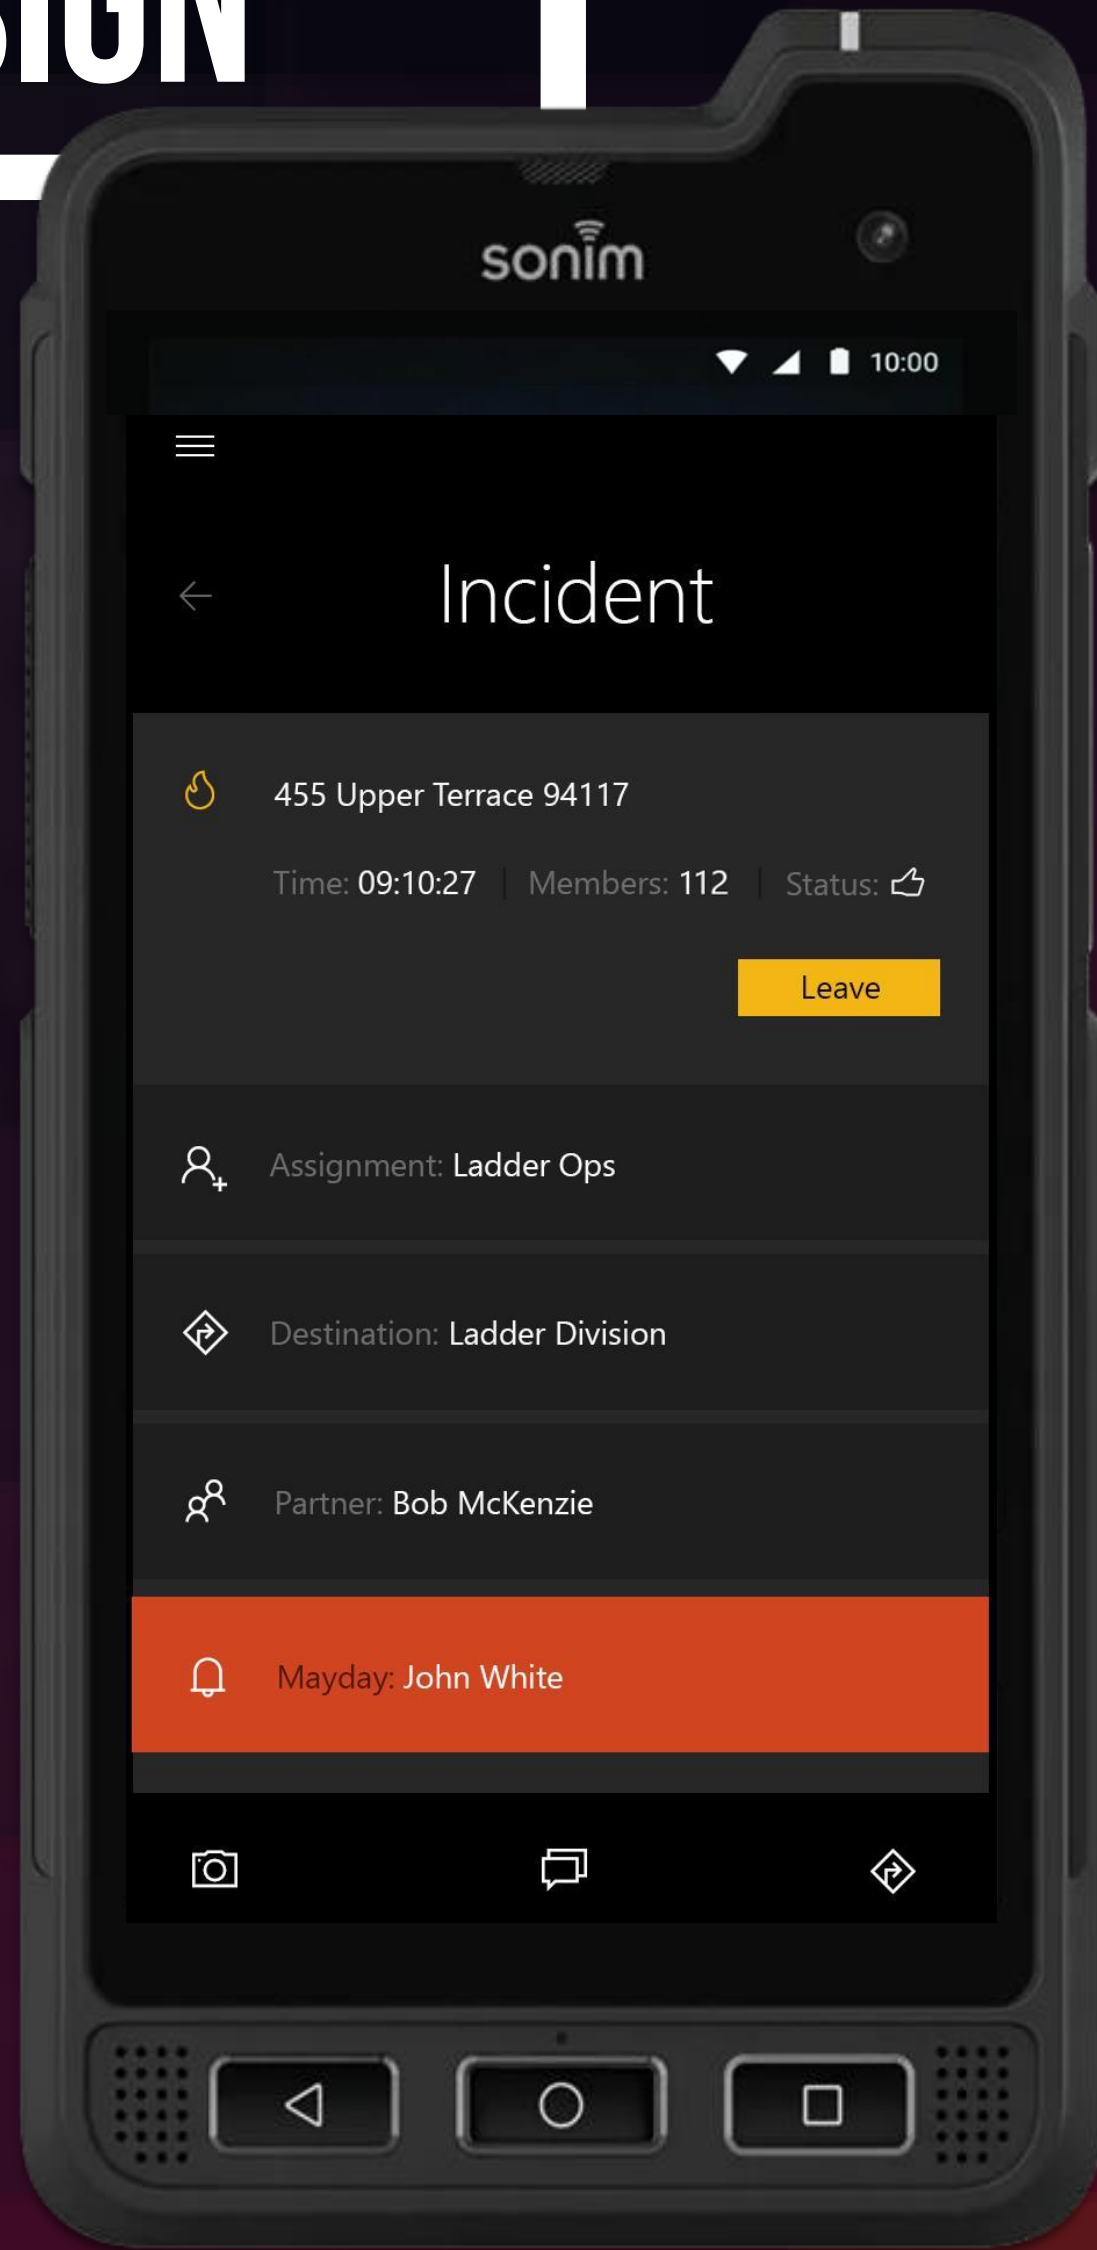 SIGN
sonim
10:00
Incident
455 Upper Terrace 94117
Time: 09:10:27 | Members: 112 | Status:
Leave
Assignment: Ladder Ops
Destination: Ladder Division
Partner: Bob McKenzie
Mayday: John White